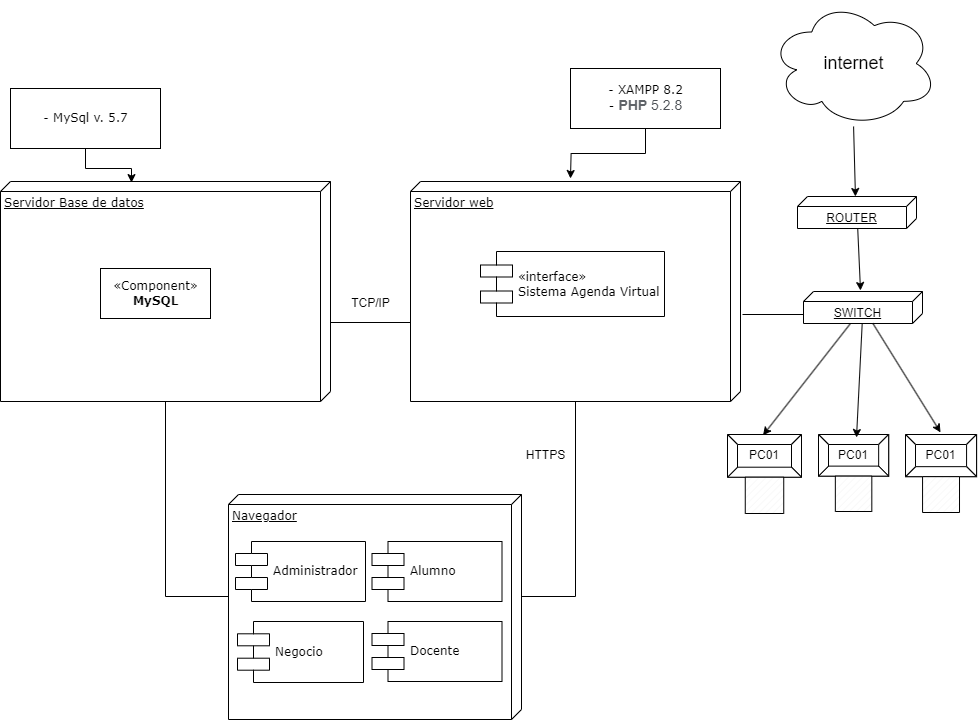 internet
- XAMPP 8.2
- PHP 5.2.8
- MySql v. 5.7
Servidor Base de datos
Servidor web
ROUTER
«Component»
MySQL
«interface»
Sistema Agenda Virtual
TCP/IP
SWITCH
HTTPS
PC01
PC01
PC01
Navegador
Administrador
Alumno
Negocio
Docente